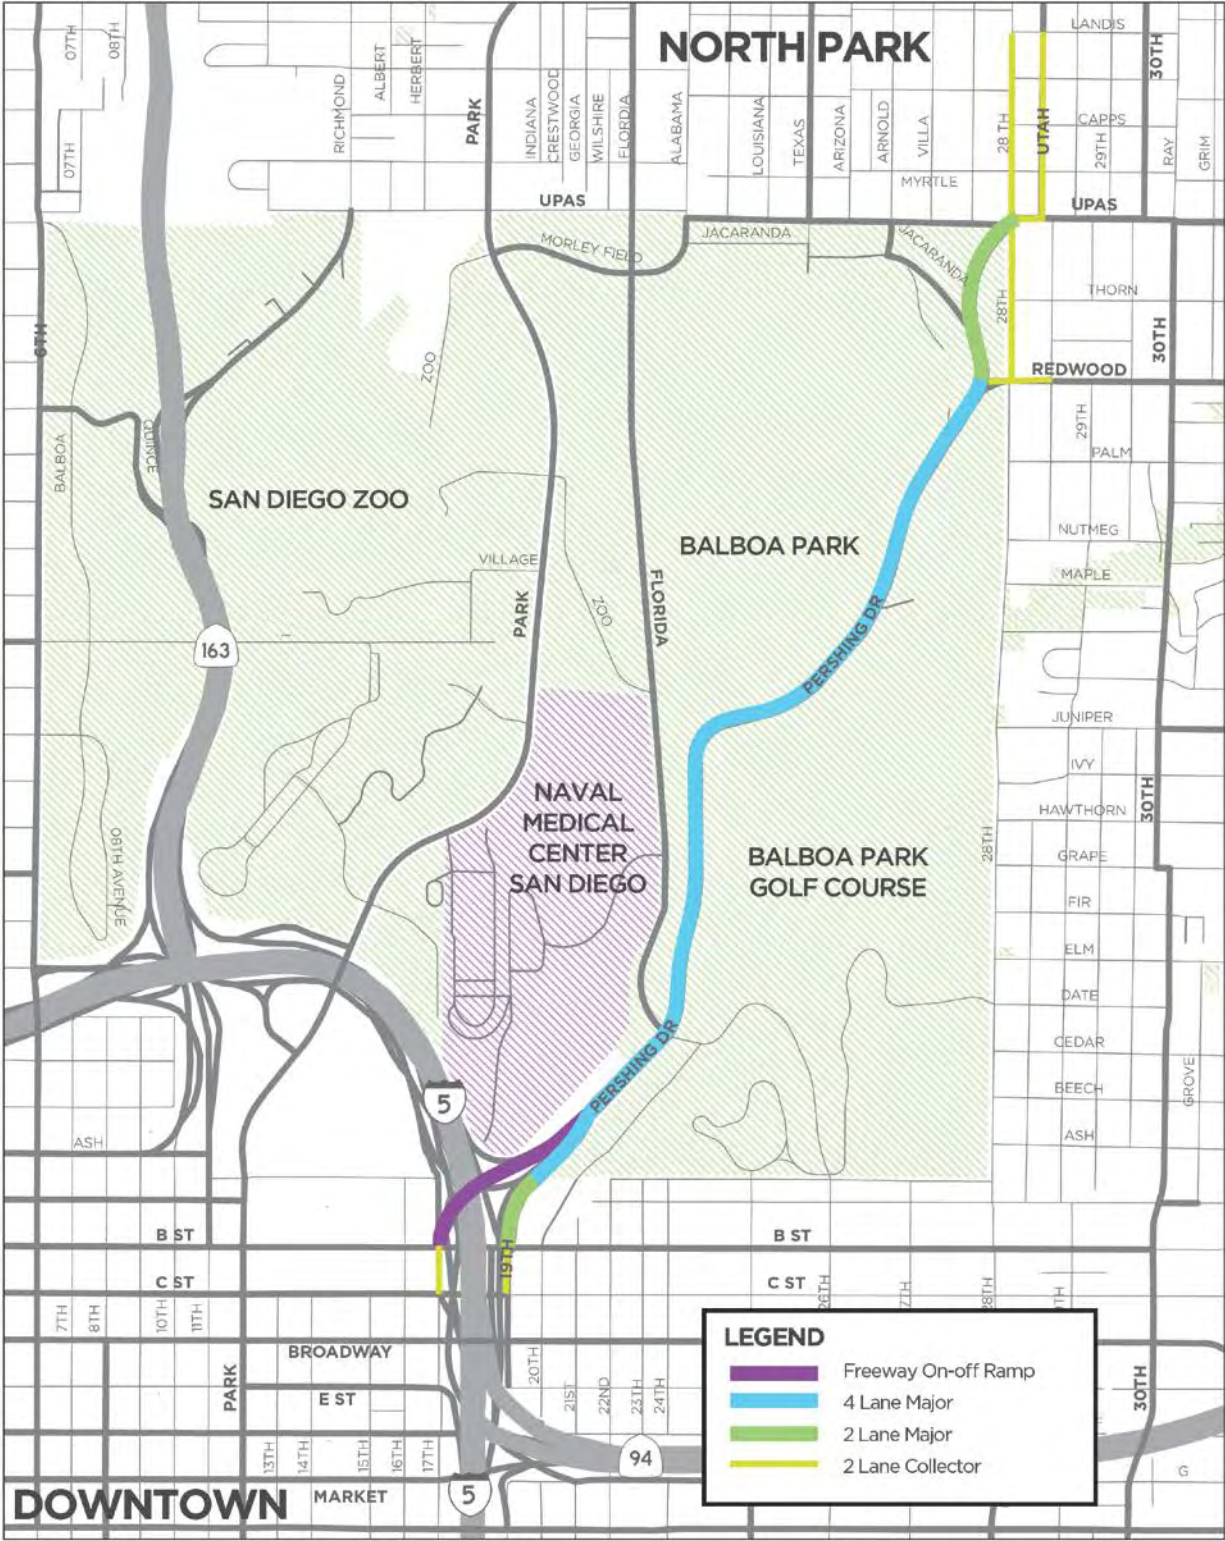 NORTH PARK
LANDIS
07TH
08TH
ALBERT
HERBERT
RICHMOND
PARK
INDIANA
CRESTWOOD
GEORGIA
WILSHIRE
FLORDIA
ALABAMA
LOUISIANA
TEXAS
ARIZONA
ARNOLD
VILLA
28TH
UTAH
CAPPS
29TH
30TH
RAY
GRIM
07TH
MYRTLE
UPAS
UPAS
MORLEY FIELD
JACARANDA
JACARANDA
28TH
THORN
6TH
ZOO
30TH
REDWOOD
BALBOA
QUINCE
29TH
PALM
SAN DIEGO ZOO
BALBOA PARK
NUTMEG
VILLAGE
MAPLE
PARK
ZOO
FLORIDA
PERSHING DR
163
JUNIPER
IVY
NAVAL
MEDICAL
CENTER
SAN DIEGO
HAWTHORN
30TH
08TH AVENUE
BALBOA PARK
GOLF COURSE
28TH
GRAPE
FIR
ELM
DATE
PERSHING DR
CEDAR
GROVE
5
BEECH
ASH
ASH
B ST
B ST
19TH
C ST
C ST
26TH
28TH
7TH
8TH
10TH
11TH
BROADWAY
PARK
E ST
20TH
21ST
22ND
23TH
24TH
30TH
13TH
14TH
15TH
16TH
17TH
94
G
DOWNTOWN
MARKET
5
LEGEND
Freeway On-off Ramp
4 Lane Major
2 Lane Major
2 Lane Collector